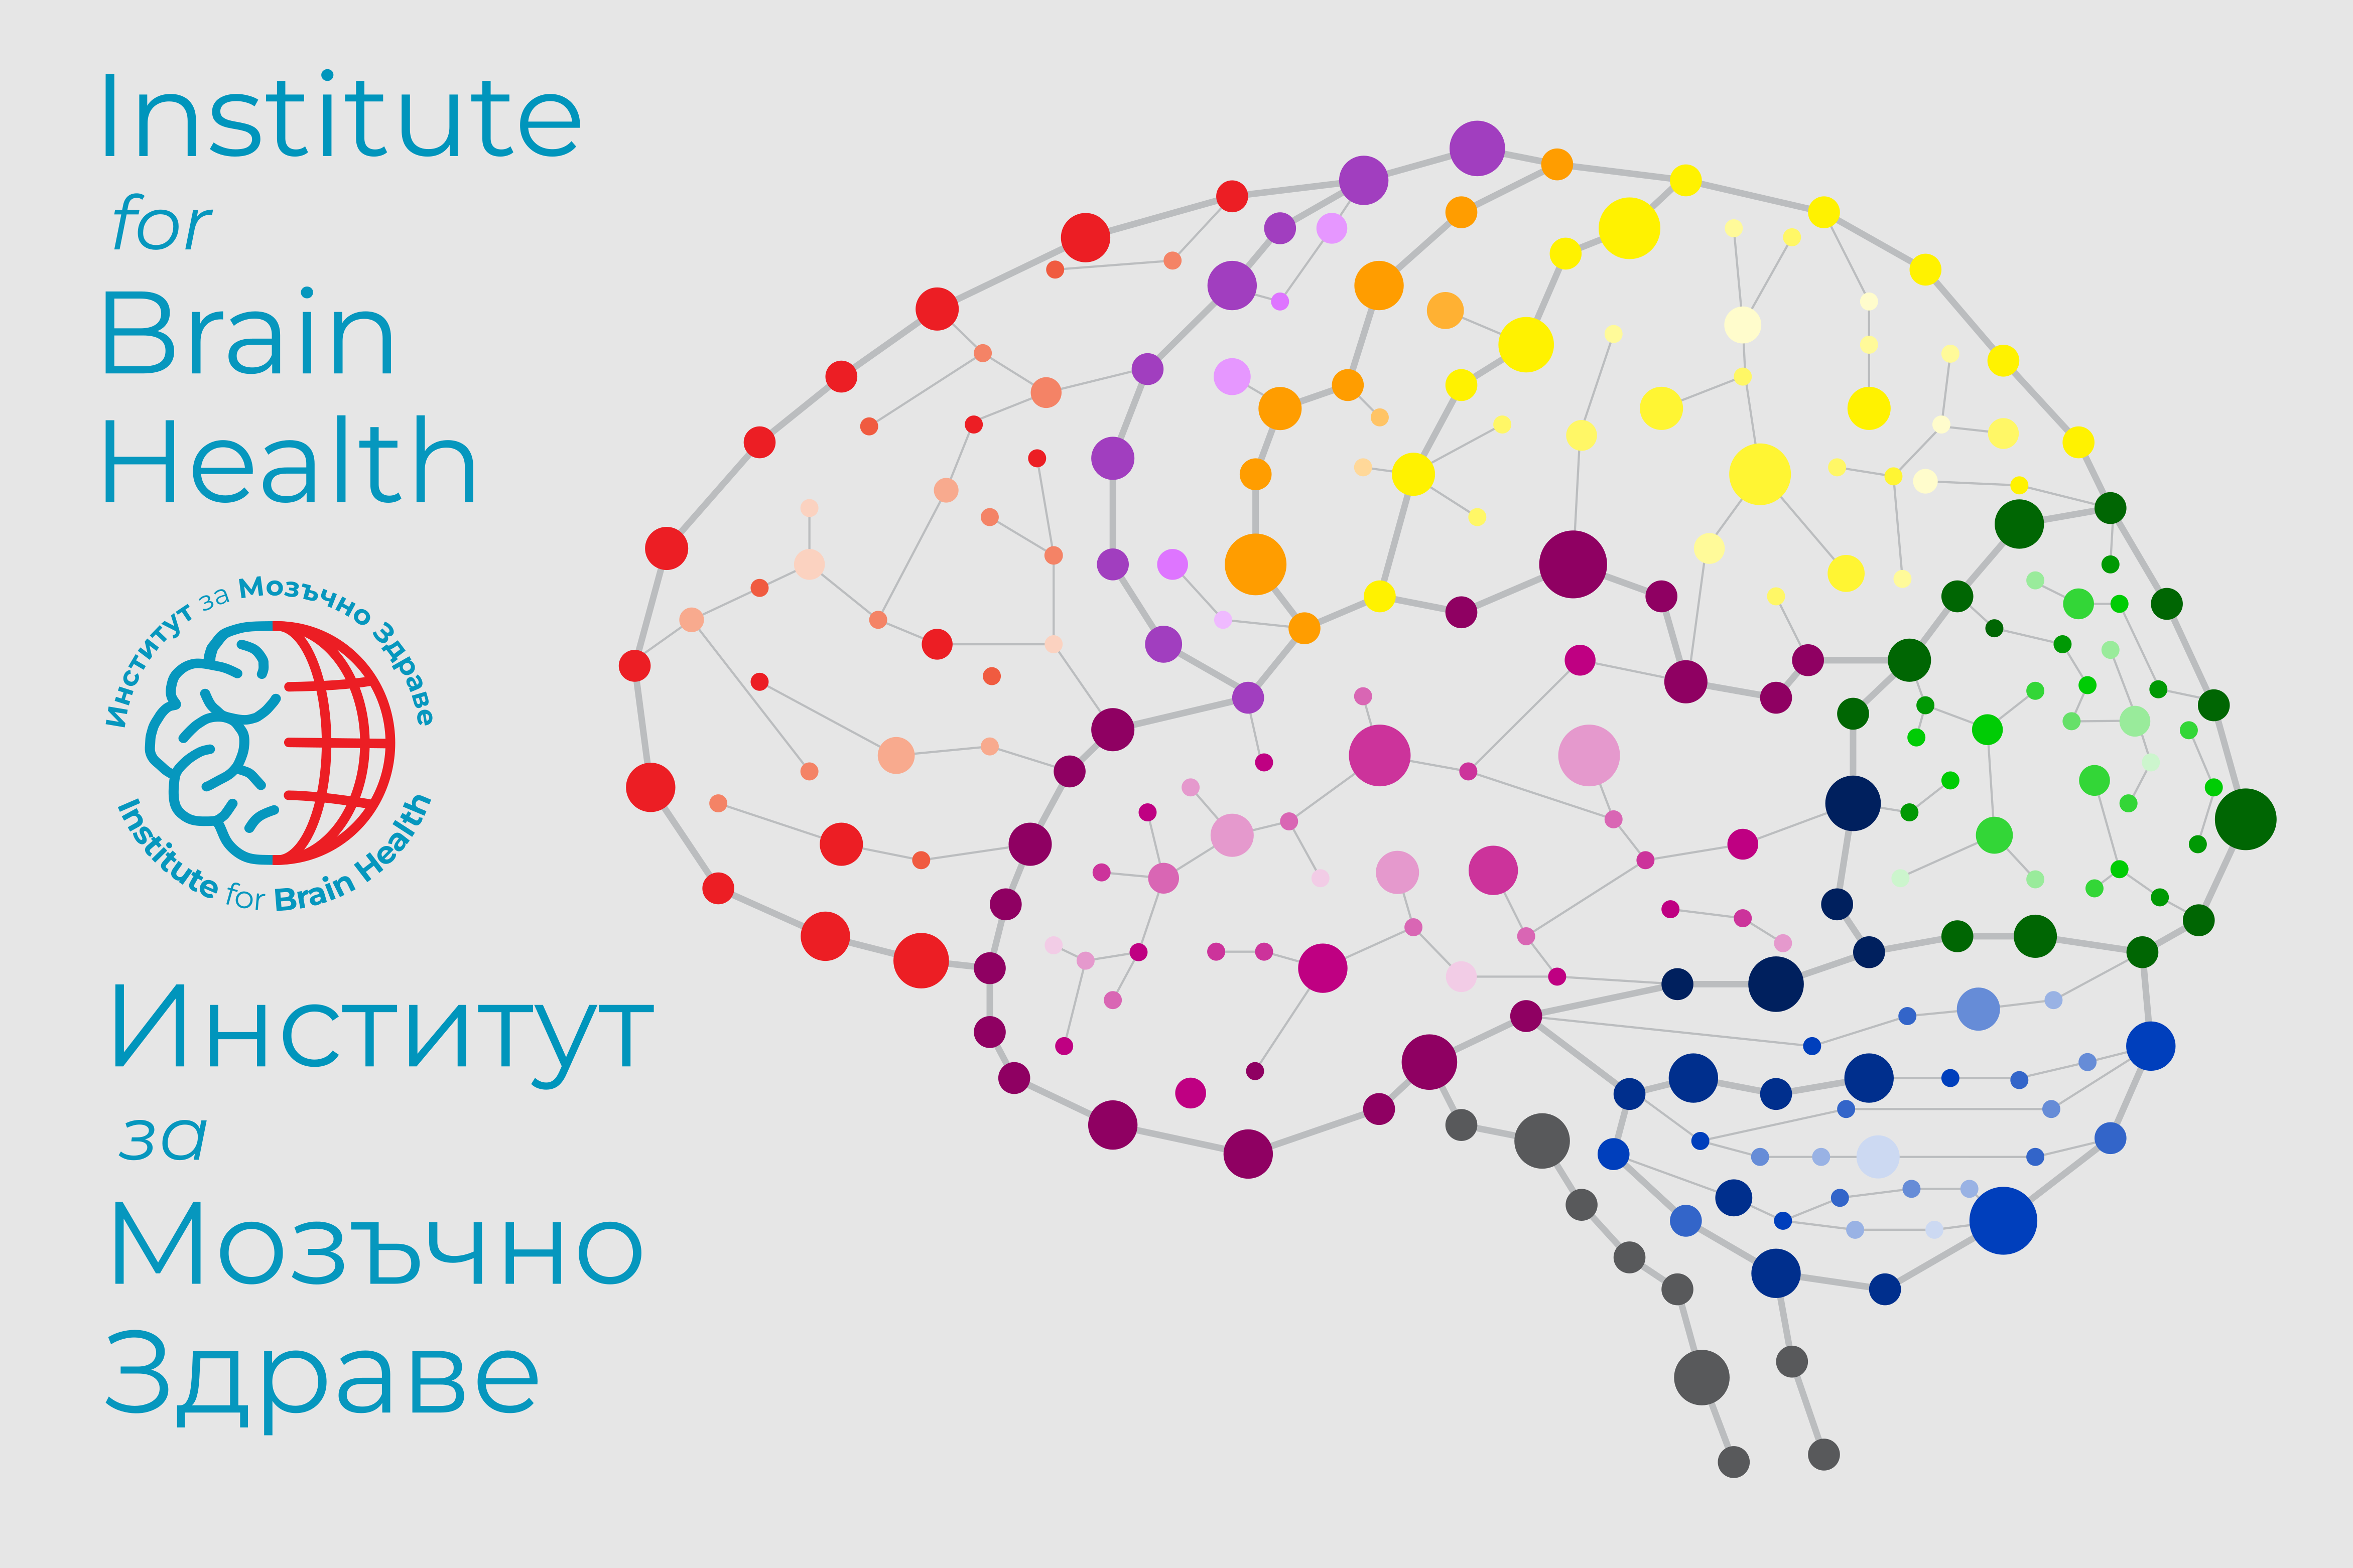 Institute
for
Brain
Health
Институт за Мозъчно Здраве
Institute for Brain Health
Институт
за
Мозъчно
Здраве